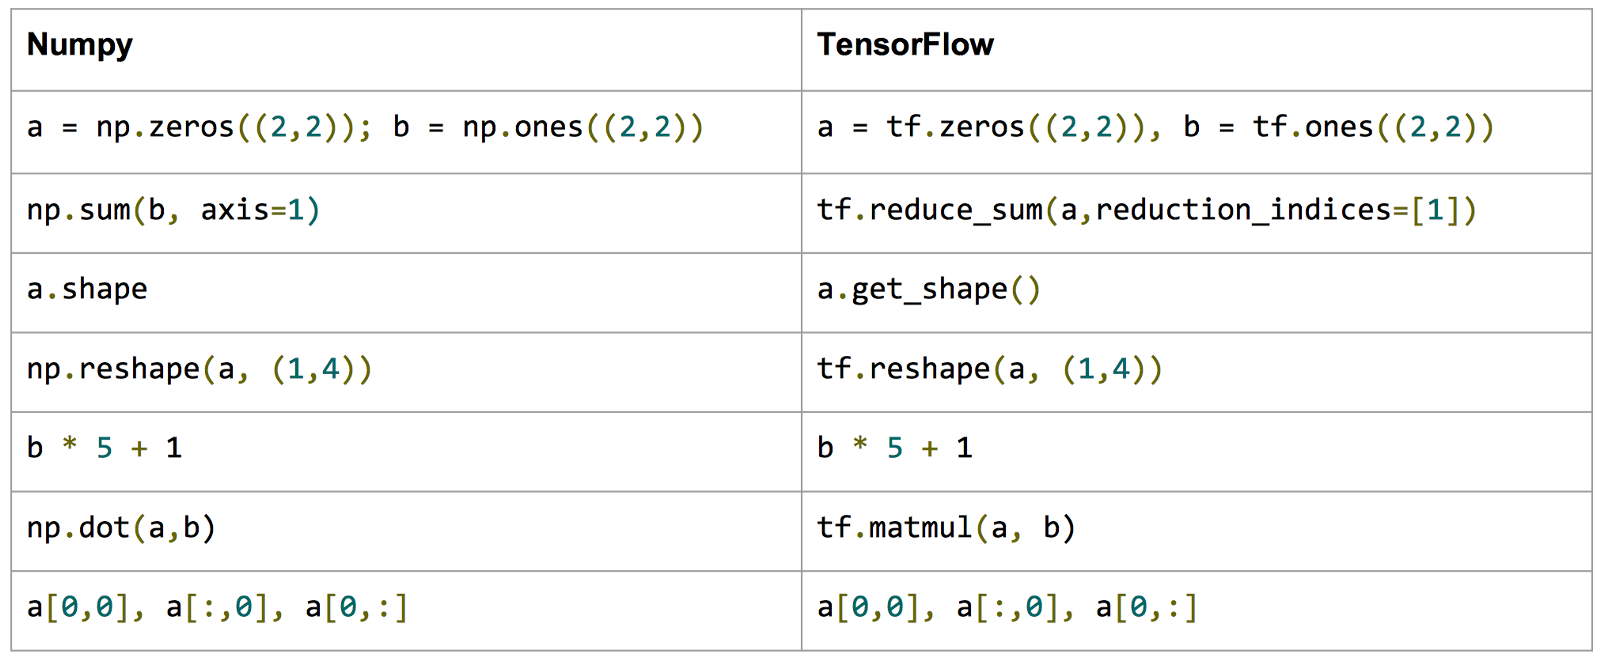 Numpy TensorFlow
a = np.zeros((2,2)); b = np.ones((2,2)) a = tf.zeros((2,2)), b = tf.ones((2,2))
np.sum(b, axis=1) tf.reduce_sum(a,reduction_indices=[1])
a.shape a.get_shape()
np.reshape(a, (1,4)) tf.reshape(a, (1,4))
b * 5 + 1 b * 5 + 1
np.dot(a,b) tf.matmul(a, b)
a[0,0], a[:,0], a[0,:] a[0,0], a[:,0], a[0,:]